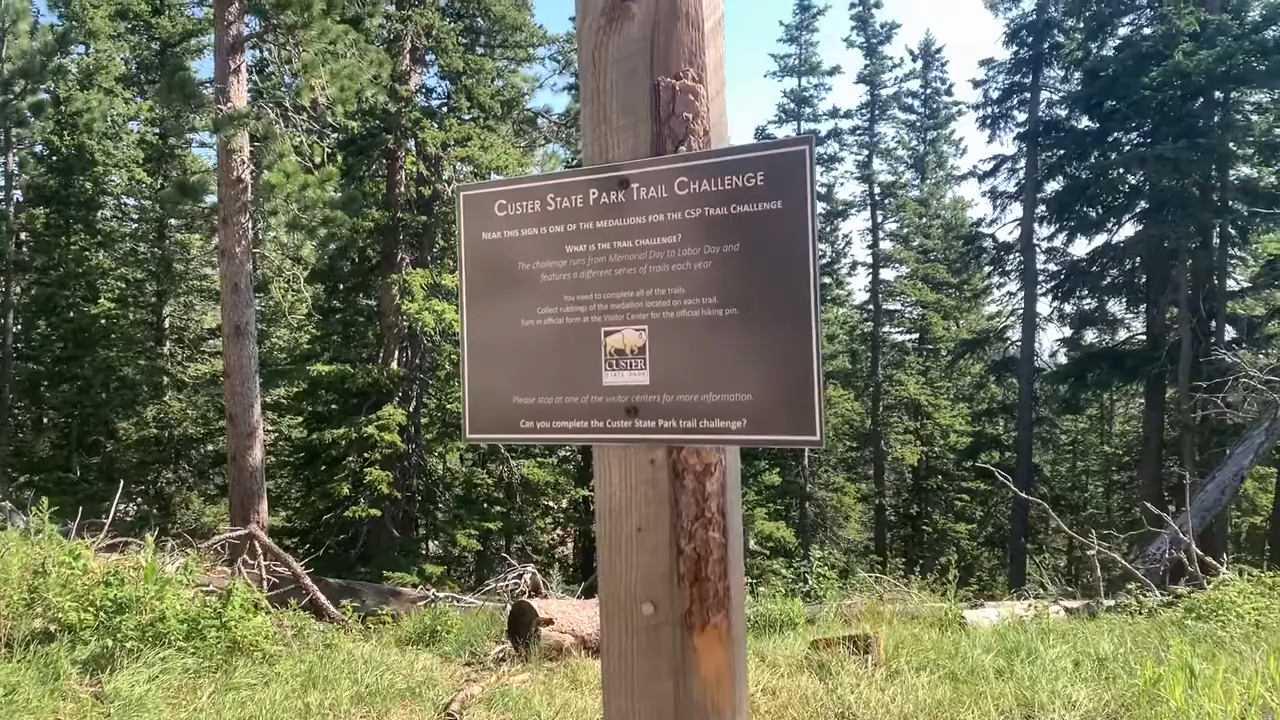 CUSTER STATE PARK TRAIL CHALLENGE
NEAR THIS SIGN IS ONE OF THE MEDALLIONS FOR THE CSP TRAIL CHALLENGE
WHAT IS THE TRAIL CHALLENGE?
The challenge runs from Memorial Day to Labor Day and
features a different series of trails each year
You need to complete all of the trails.
Collect rubbings of the medallion located on each trail.
Turn in official form at the Visitor Center for the official hiking pin.
CUSTER
STATE PARK
Please stop at one of the visitor centers for more information.
Can you complete the Custer State Park trail challenge?